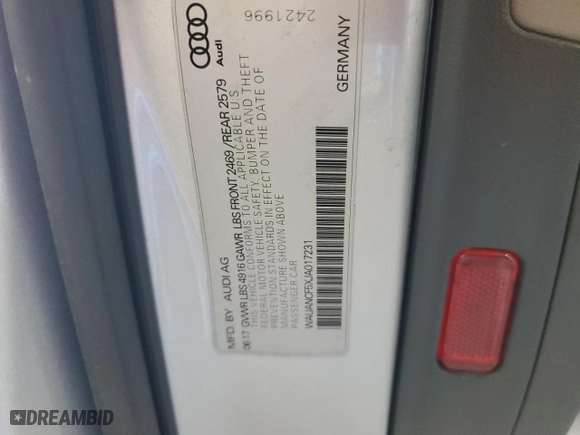 MFD. BY AUDI AG
06.17 GVWR LBS 4916 GAWR LBS FRONT 2469 / REAR 2579
THIS VEHICLE CONFORMS TO ALL APPLICABLE U.S.
FEDERAL MOTOR VEHICLE SAFETY, BUMPER AND THEFT
PREVENTION STANDARDS IN EFFECT ON THE DATE OF
MANUFACTURE SHOWN ABOVE
PASSENGER CAR
WAUANCF5XJA017231
GERMANY
Audi
2421996
DREAMBID